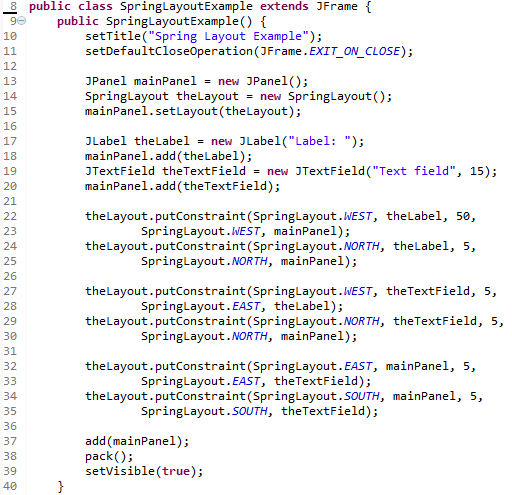 8 public class SpringLayoutExample extends JFrame {
9 public SpringLayoutExample() {
10 setTitle("Spring Layout Example");
11 setDefaultCloseOperation(JFrame.EXIT_ON_CLOSE);
12
13 JPanel mainPanel = new JPanel();
14 SpringLayout theLayout = new SpringLayout();
15 mainPanel.setLayout(theLayout);
16
17 JLabel theLabel = new JLabel("Label: ");
18 mainPanel.add(theLabel);
19 JTextField theTextField = new JTextField("Text field", 15);
20 mainPanel.add(theTextField);
21
22 theLayout.putConstraint(SpringLayout.WEST, theLabel, 50,
23 SpringLayout.WEST, mainPanel);
24 theLayout.putConstraint(SpringLayout.NORTH, theLabel, 5,
25 SpringLayout.NORTH, mainPanel);
26
27 theLayout.putConstraint(SpringLayout.WEST, theTextField, 5,
28 SpringLayout.EAST, theLabel);
29 theLayout.putConstraint(SpringLayout.NORTH, theTextField, 5,
30 SpringLayout.NORTH, mainPanel);
31
32 theLayout.putConstraint(SpringLayout.EAST, mainPanel, 5,
33 SpringLayout.EAST, theTextField);
34 theLayout.putConstraint(SpringLayout.SOUTH, mainPanel, 5,
35 SpringLayout.SOUTH, theTextField);
36
37 add(mainPanel);
38 pack();
39 setVisible(true);
40 }